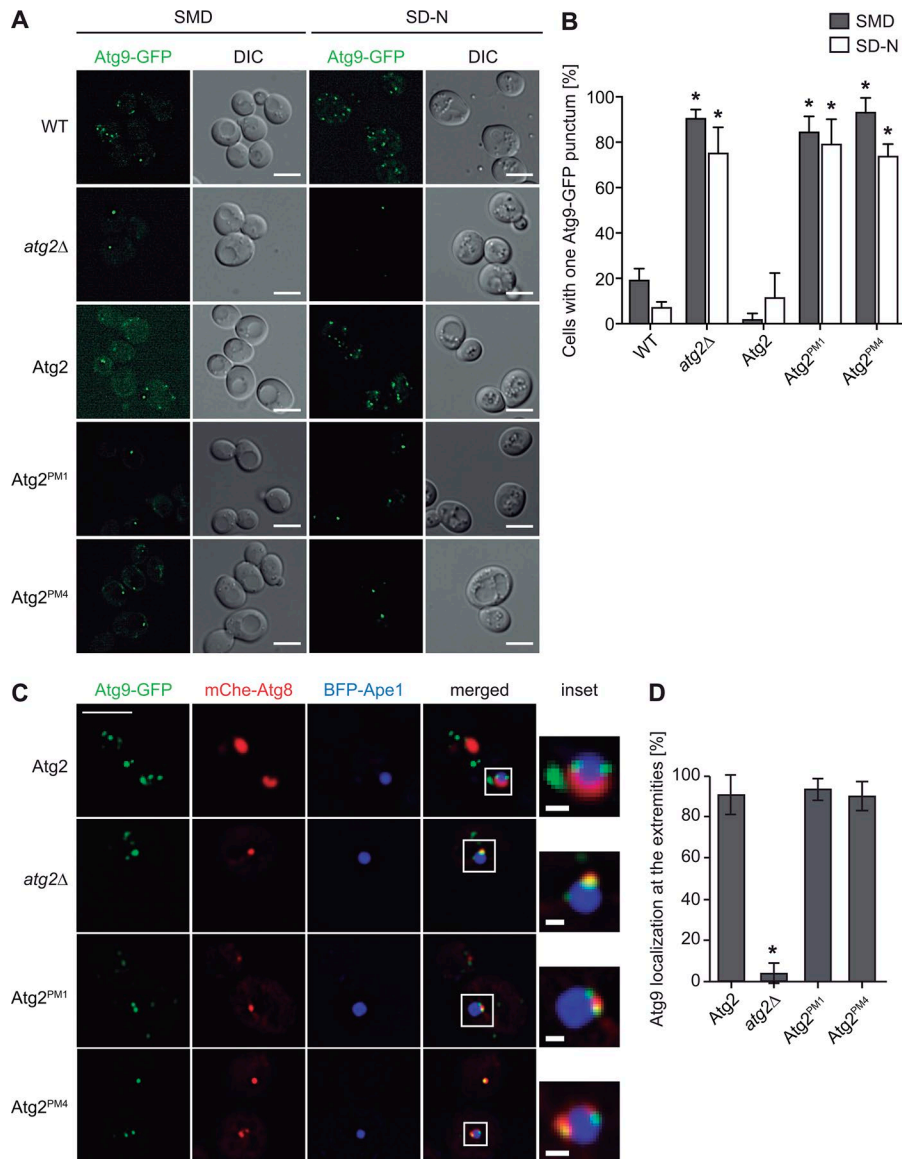 A
SMD
SD-N
Atg9-GFP
DIC
Atg9-GFP
DIC
WT
atg2Δ
Atg2
Atg2PM1
Atg2PM4
B
SMD
SD-N
Cells with one Atg9-GFP punctum [%]
100
80
60
40
20
0
* * * * * *
WT
atg2Δ
Atg2
Atg2PM1
Atg2PM4
C
Atg9-GFP
mChe-Atg8
BFP-Ape1
merged
inset
Atg2
atg2Δ
Atg2PM1
Atg2PM4
D
Atg9 localization at the extremities [%]
100
80
60
40
20
0
*
Atg2
atg2Δ
Atg2PM1
Atg2PM4